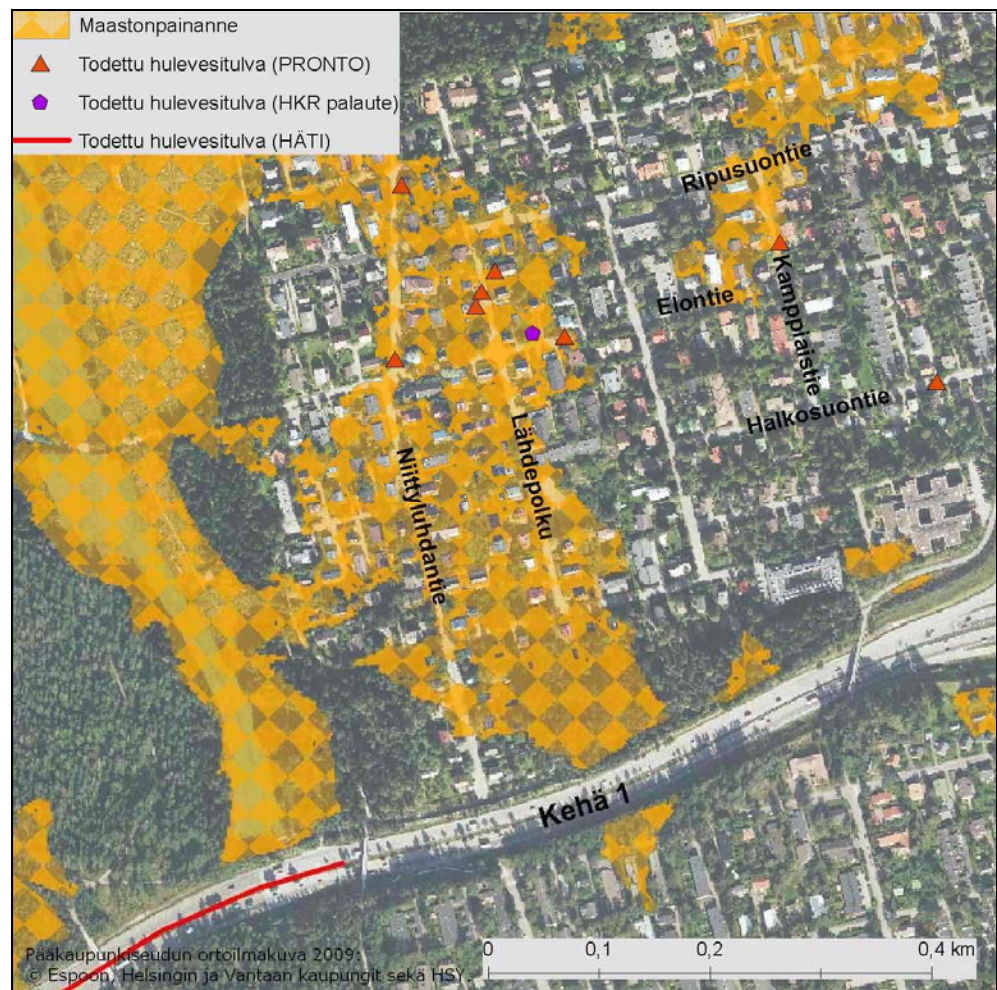 Maastonpainanne
Todettu hulevesitulva (PRONTO)
Todettu hulevesitulva (HKR palaute)
Todettu hulevesitulva (HÄTI)
Ripusuontie
Elontie
Kamppiaistie
Halkosuontie
Lähdepolku
Niittyluhdantie
Kehä 1
Pääkaupunkiseudun ortoilmakuva 2009:
© Espoon, Helsingin ja Vantaan kaupungit sekä HSY.
0 0,1 0,2 0,4 km